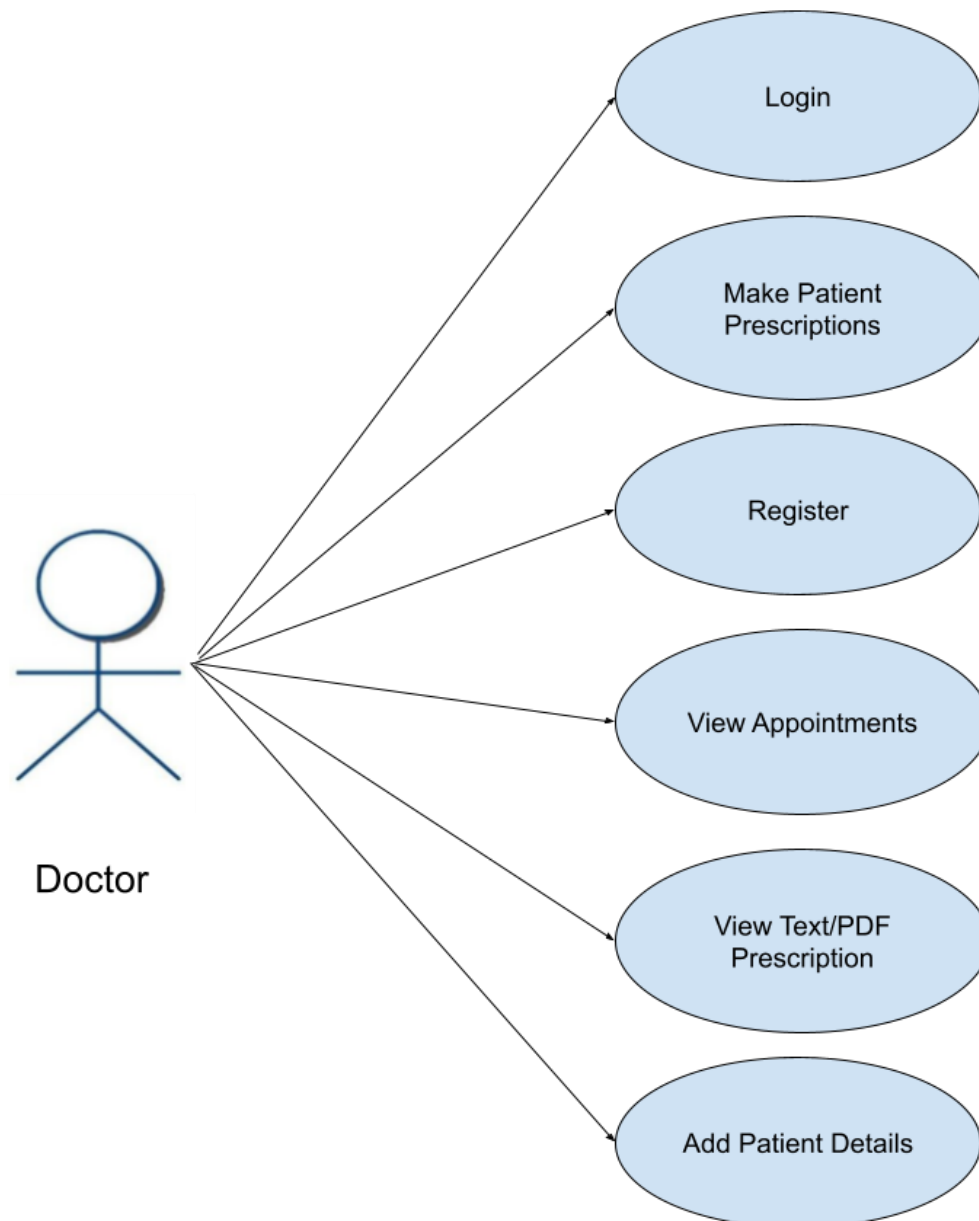 Login
Make Patient
Prescriptions
Register
View Appointments
Doctor
View Text/PDF
Prescription
Add Patient Details